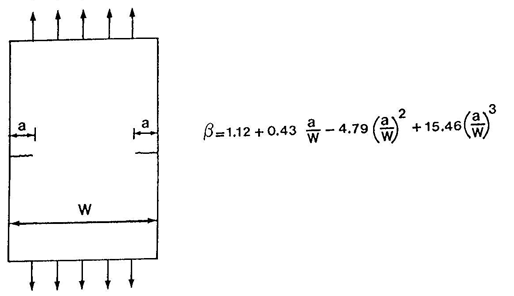 a
a
β=1.12 + 0.43 a/W − 4.79 (a/W)² + 15.46 (a/W)³
W